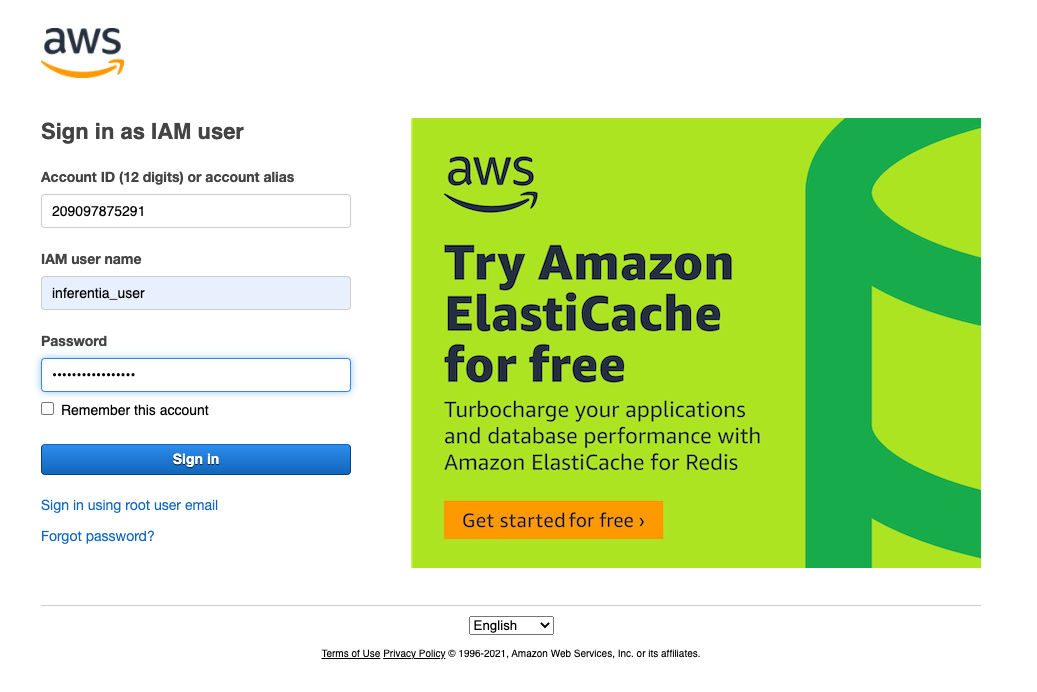 aws
Sign in as IAM user
Account ID (12 digits) or account alias
209097875291
IAM user name
inferentia_user
Password
•••••••••••••••••
Remember this account
Sign In
Sign in using root user email
Forgot password?
aws
Try Amazon
ElastiCache
for free
Turbocharge your applications
and database performance with
Amazon ElastiCache for Redis
Get started for free ›
English
Terms of Use Privacy Policy © 1996-2021, Amazon Web Services, Inc. or its affiliates.